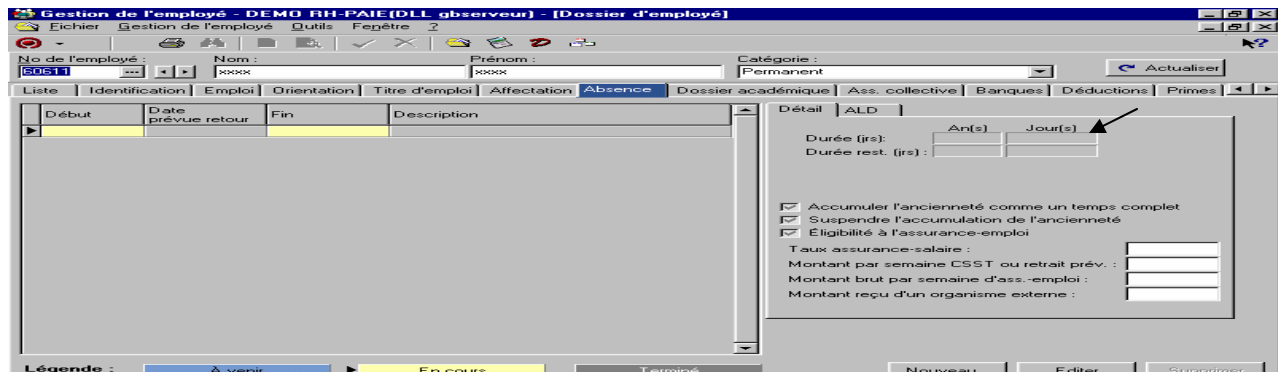 Gestion de l'employé - DEMO RH-PAIE(DLL gbserveur) - [Dossier d'employé]
Fichier Gestion de l'employé Outils Fenêtre ?
No de l'employé : Nom : Prénom : Catégorie :
60611 ... xxxx xxxx Permanent Actualiser
Liste Identification Emploi Orientation Titre d'emploi Affectation Absence Dossier académique Ass. collective Banques Déductions Primes
Début Date prévue retour Fin Description
Détail ALD
An(s) Jour(s)
Durée (jrs):
Durée rest. (jrs) :
Accumuler l'ancienneté comme un temps complet
Suspendre l'accumulation de l'ancienneté
Éligibilité à l'assurance-emploi
Taux assurance-salaire :
Montant par semaine CSST ou retrait prév. :
Montant brut par semaine d'ass.-emploi :
Montant reçu d'un organisme externe :
Légende : À venir En cours Terminé Nouveau Editer Supprimer